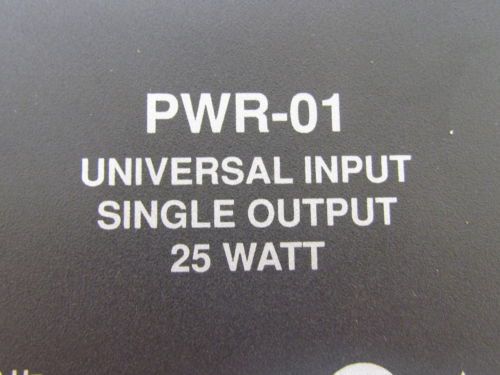 PWR-01
UNIVERSAL INPUT
SINGLE OUTPUT
25 WATT